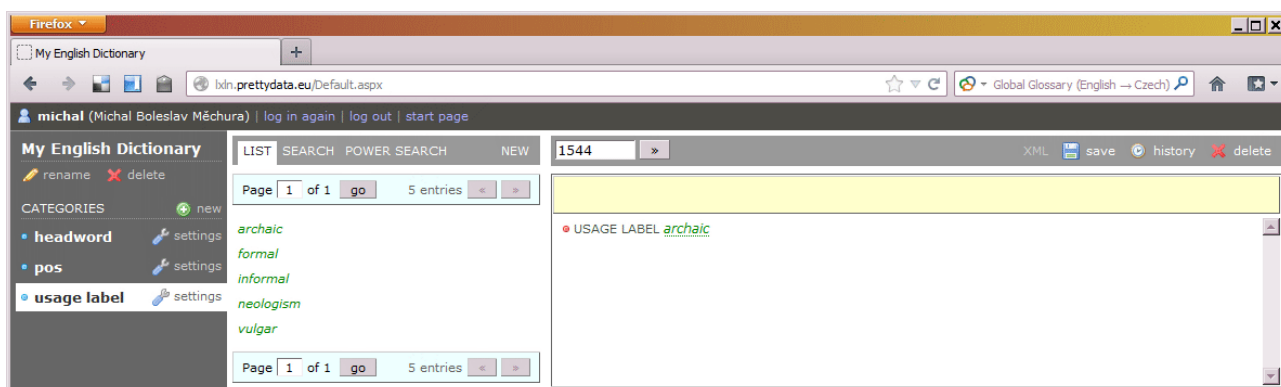 Firefox
My English Dictionary
lxln.prettydata.eu/Default.aspx
Global Glossary (English → Czech)
michal (Michal Boleslav Měchura) | log in again | log out | start page
My English Dictionary
rename delete
CATEGORIES new
headword settings
pos settings
usage label settings
LIST SEARCH POWER SEARCH NEW
Page 1 of 1 go 5 entries « »
archaic
formal
informal
neologism
vulgar
Page 1 of 1 go 5 entries « »
1544 »
XML save history delete
USAGE LABEL archaic